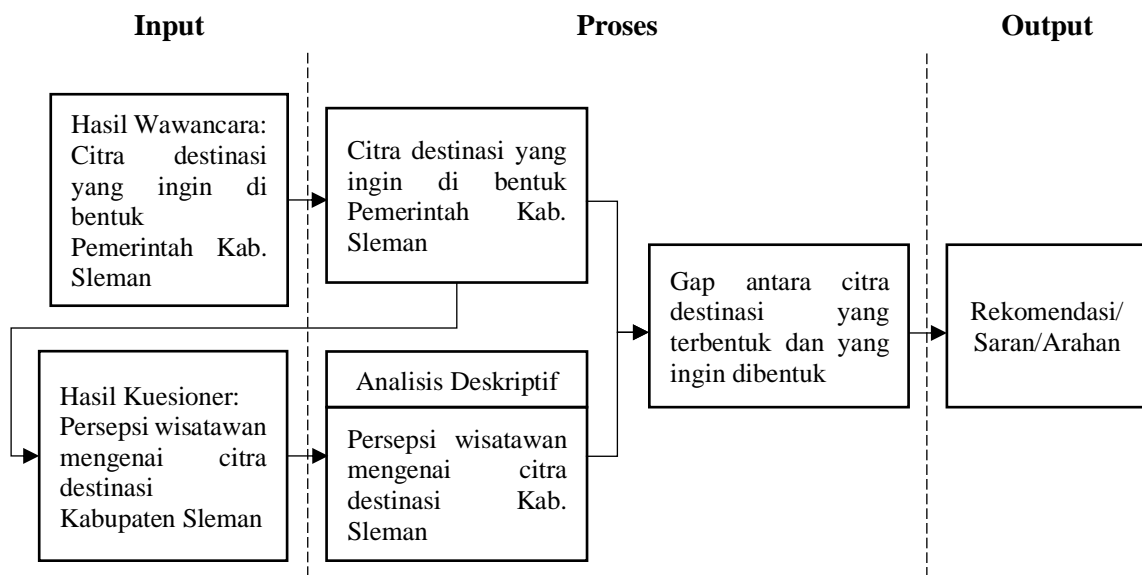 Input
Proses
Output
Hasil Wawancara:
Citra destinasi
yang ingin di
bentuk
Pemerintah Kab.
Sleman
Citra destinasi yang
ingin di bentuk
Pemerintah Kab.
Sleman
Gap antara citra
destinasi yang
terbentuk dan yang
ingin dibentuk
Rekomendasi/
Saran/Arahan
Hasil Kuesioner:
Persepsi wisatawan
mengenai citra
destinasi
Kabupaten Sleman
Analisis Deskriptif
Persepsi wisatawan
mengenai citra
destinasi Kab.
Sleman